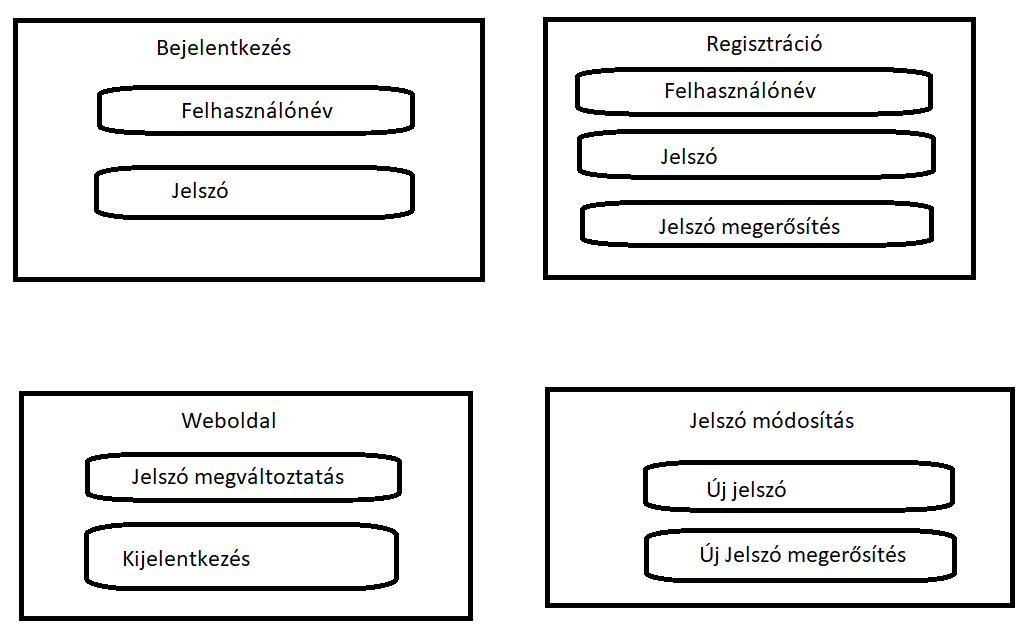 Bejelentkezés
Felhasználónév
Jelszó
Regisztráció
Felhasználónév
Jelszó
Jelszó megerősítés
Weboldal
Jelszó megváltoztatás
Kijelentkezés
Jelszó módosítás
Új jelszó
Új Jelszó megerősítés